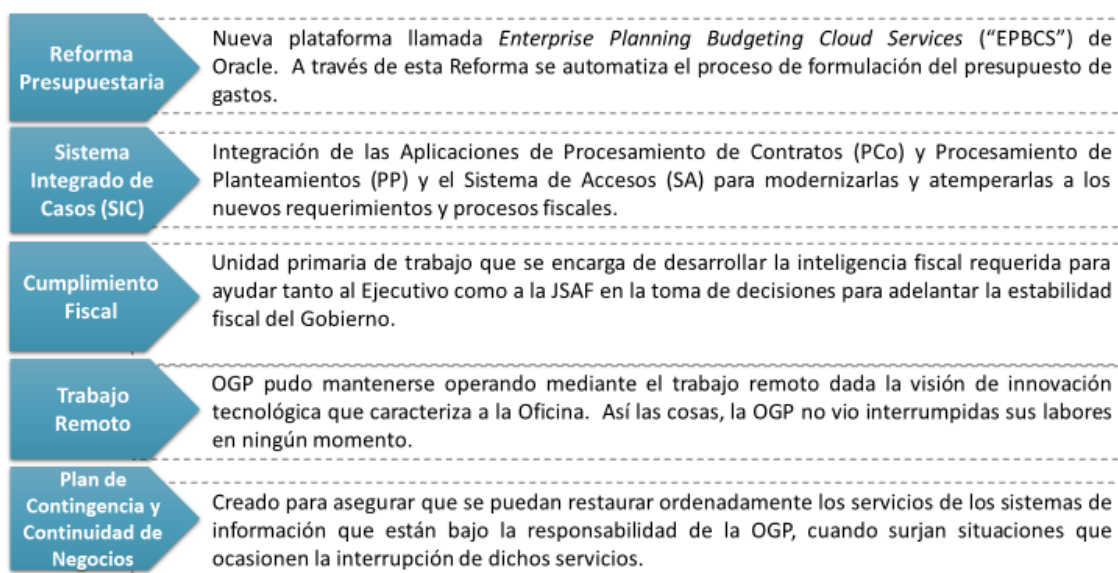 Reforma
Presupuestaria
Nueva plataforma llamada Enterprise Planning Budgeting Cloud Services (“EPBCS”) de
Oracle. A través de esta Reforma se automatiza el proceso de formulación del presupuesto de
gastos.
Sistema
Integrado de
Casos (SIC)
Integración de las Aplicaciones de Procesamiento de Contratos (PCo) y Procesamiento de
Planteamientos (PP) y el Sistema de Accesos (SA) para modernizarlas y atemperarlas a los
nuevos requerimientos y procesos fiscales.
Cumplimiento
Fiscal
Unidad primaria de trabajo que se encarga de desarrollar la inteligencia fiscal requerida para
ayudar tanto al Ejecutivo como a la JSAF en la toma de decisiones para adelantar la estabilidad
fiscal del Gobierno.
Trabajo
Remoto
OGP pudo mantenerse operando mediante el trabajo remoto dada la visión de innovación
tecnológica que caracteriza a la Oficina. Así las cosas, la OGP no vio interrumpidas sus labores
en ningún momento.
Plan de
Contingencia y
Continuidad de
Negocios
Creado para asegurar que se puedan restaurar ordenadamente los servicios de los sistemas de
información que están bajo la responsabilidad de la OGP, cuando surjan situaciones que
ocasionen la interrupción de dichos servicios.